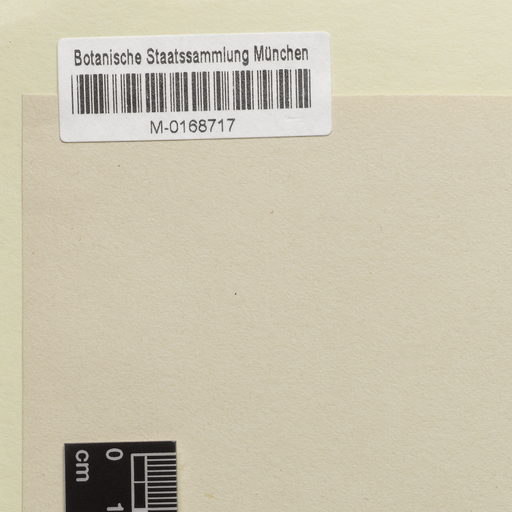 Botanische Staatssammlung München
M-0168717
0
cm
1